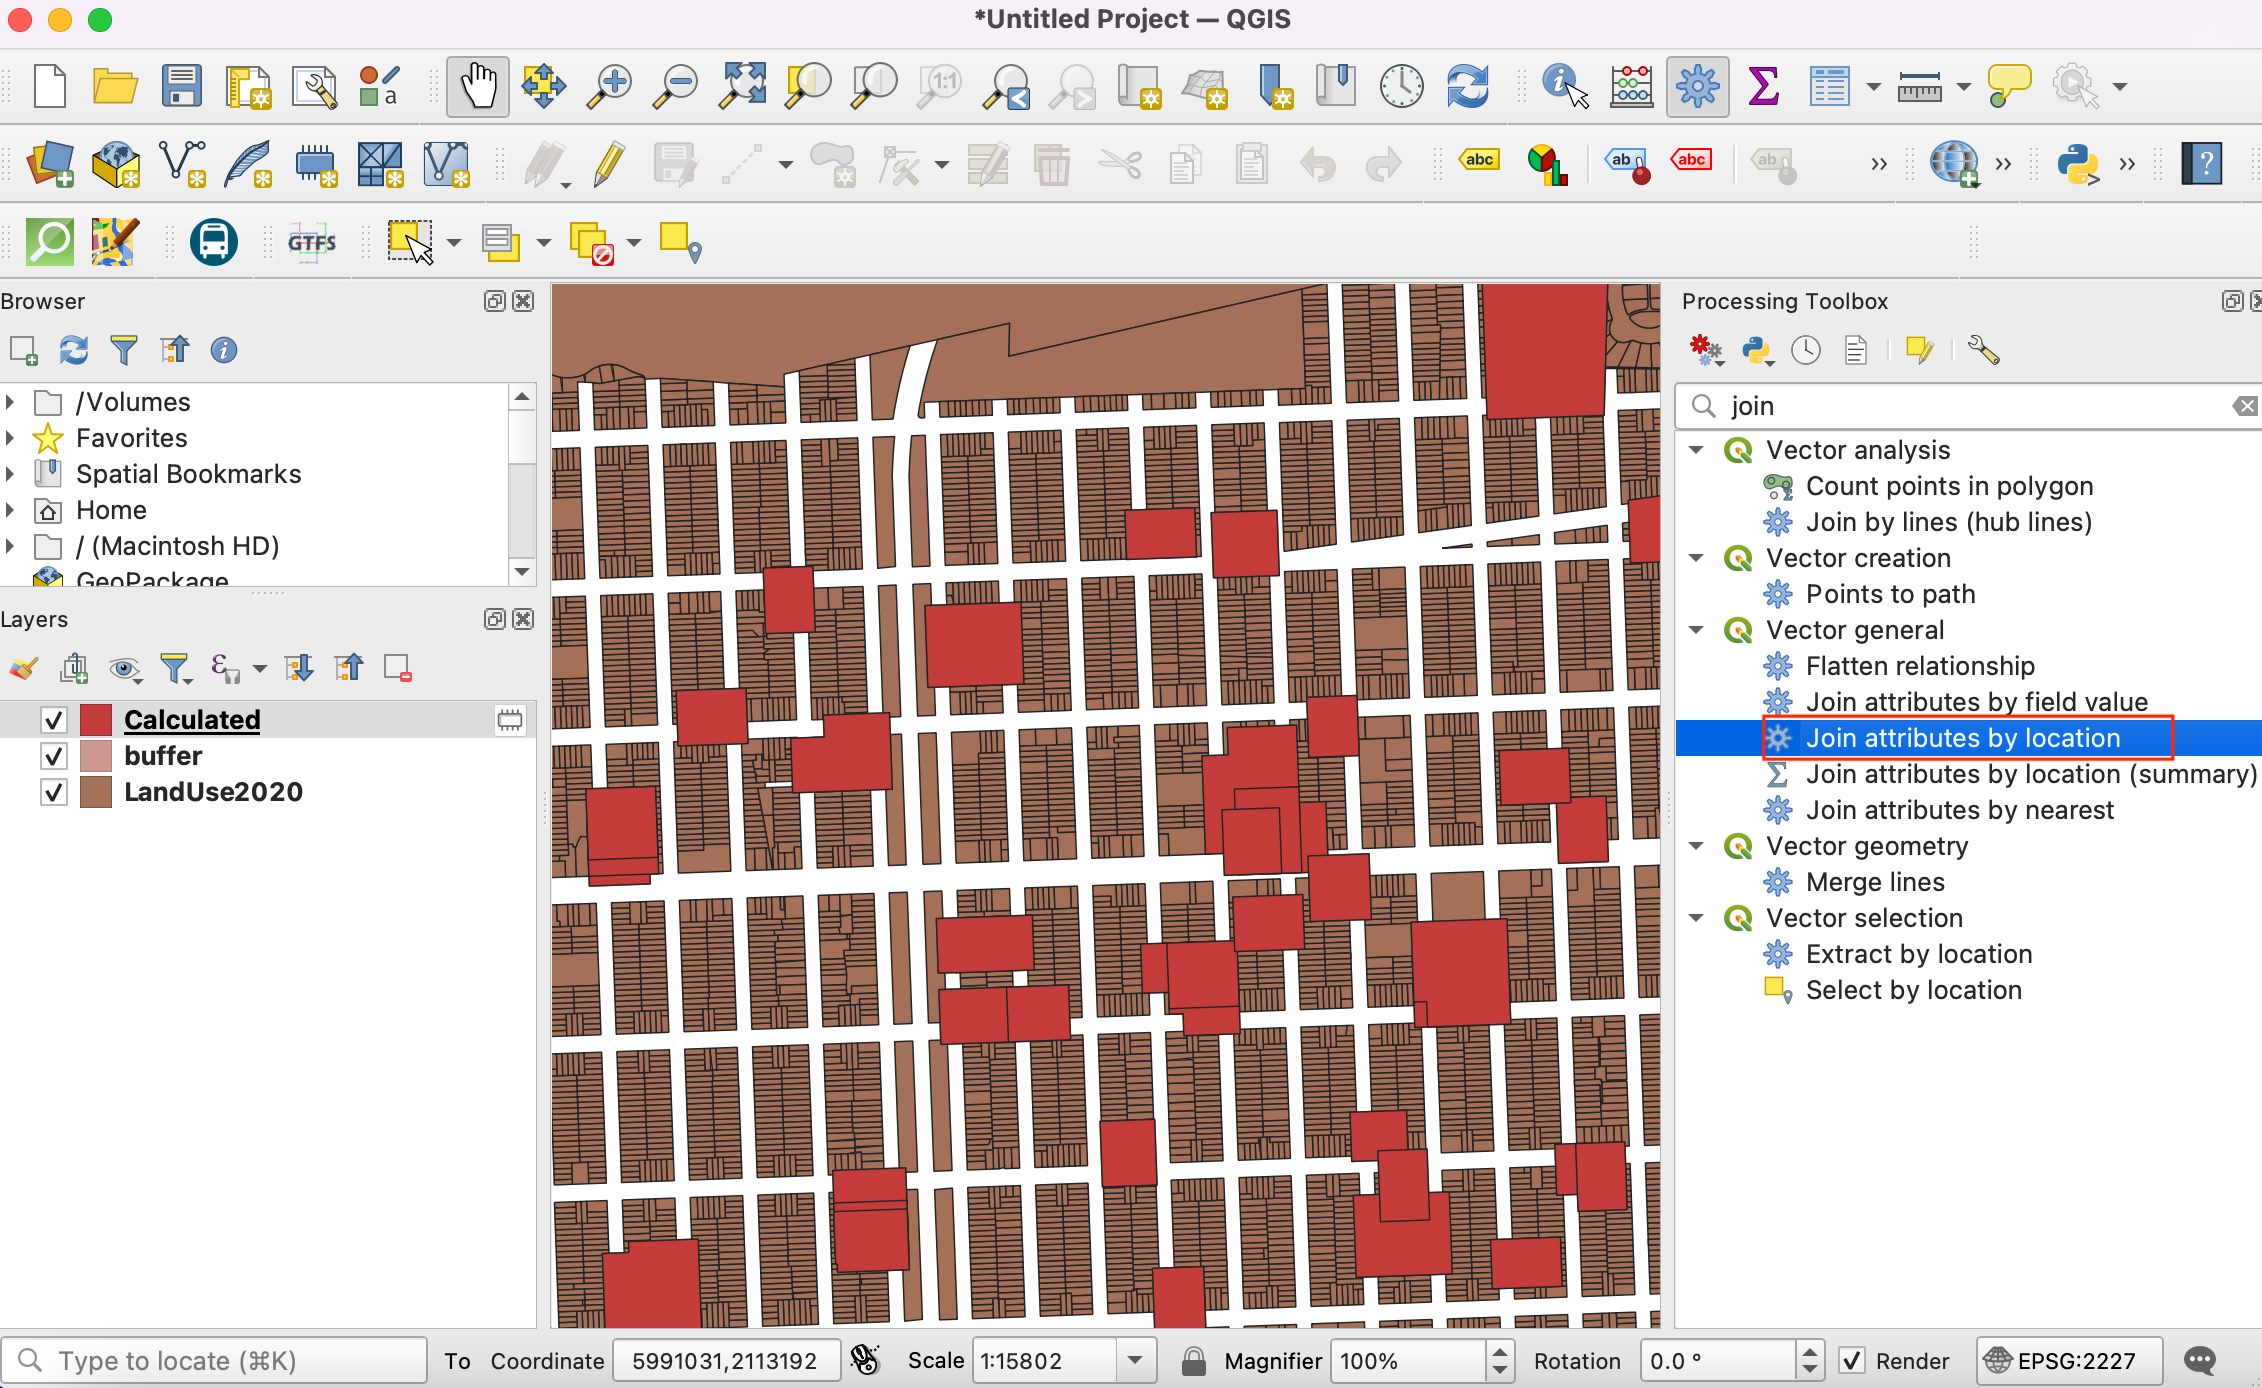 *Untitled Project — QGIS
1:1
a
abc
ab
abc
ab
?
GTFS
Browser
Processing Toolbox
/Volumes
Favorites
Spatial Bookmarks
Home
/ (Macintosh HD)
GeoPackage
join
Vector analysis
Count points in polygon
Join by lines (hub lines)
Vector creation
Points to path
Vector general
Flatten relationship
Join attributes by field value
Join attributes by location
Join attributes by location (summary)
Join attributes by nearest
Vector geometry
Merge lines
Vector selection
Extract by location
Select by location
Layers
Calculated
buffer
LandUse2020
Type to locate (⌘K)
To Coordinate 5991031,2113192 Scale 1:15802 Magnifier 100% Rotation 0.0 ° Render EPSG:2227